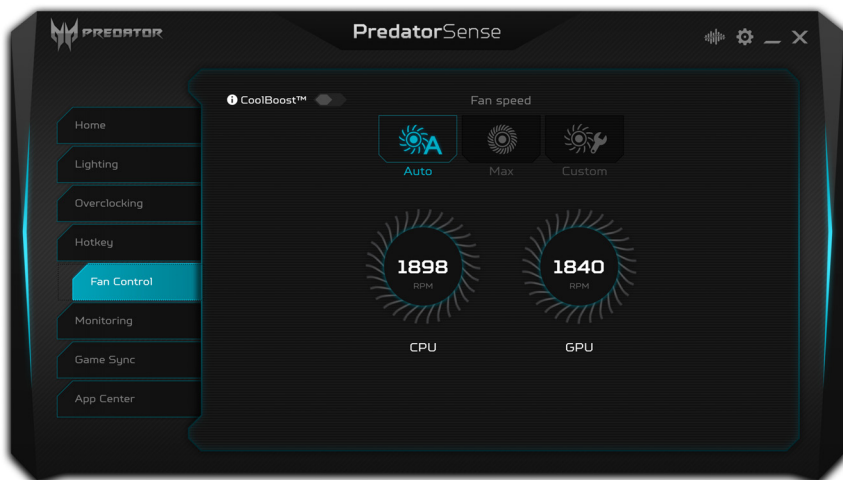 PREDATOR
PredatorSense
CoolBoost™
Fan speed
Home
Lighting
Overclocking
Hotkey
Fan Control
Monitoring
Game Sync
App Center
A
Auto
Max
Custom
1898
RPM
CPU
1840
RPM
GPU